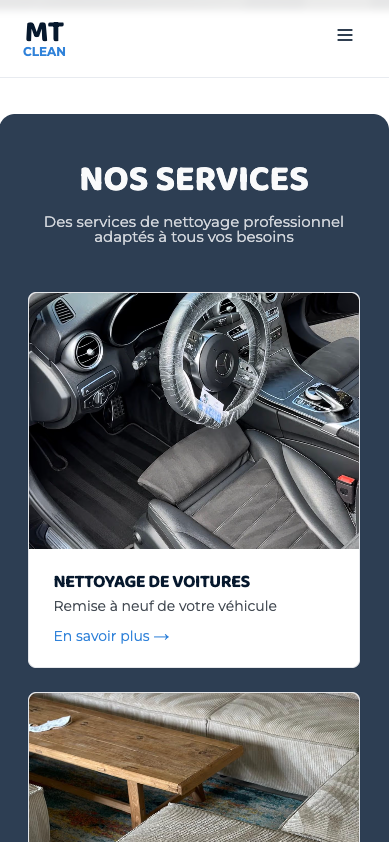 MT
CLEAN
NOS SERVICES
Des services de nettoyage professionnel
adaptés à tous vos besoins
NETTOYAGE DE VOITURES
Remise à neuf de votre véhicule
En savoir plus →